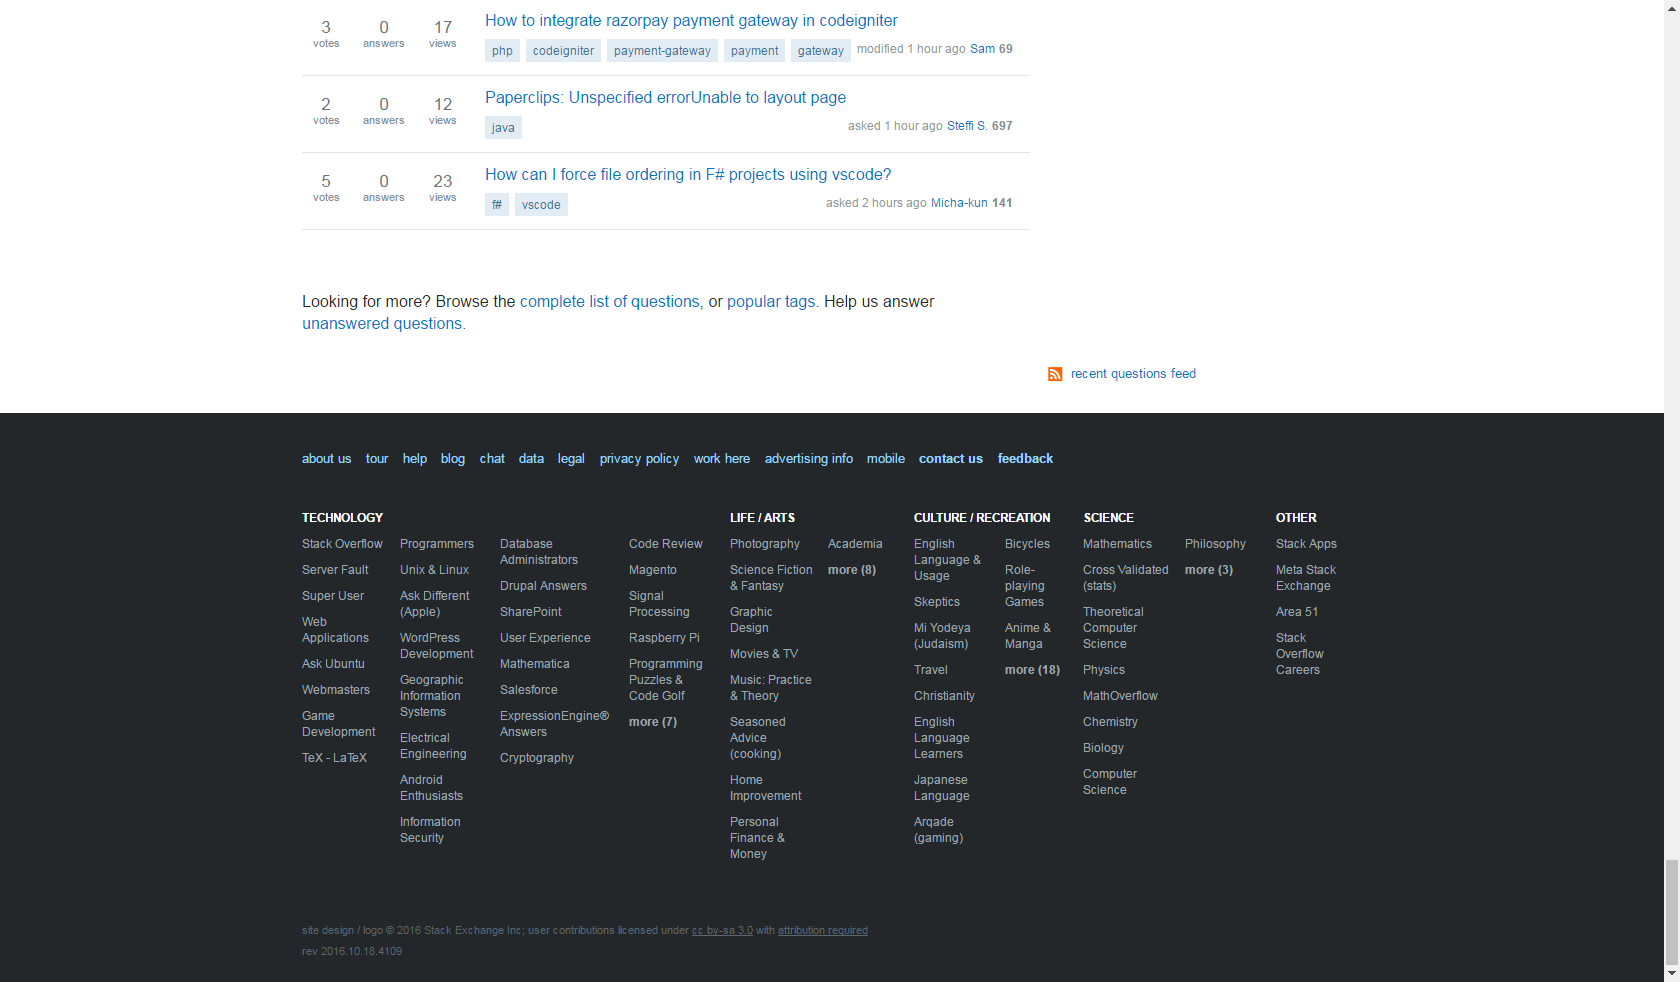 3 0 17 How to integrate razorpay payment gateway in codeigniter
votes answers views
php codeigniter payment-gateway payment gateway modified 1 hour ago Sam 69
2 0 12 Paperclips: Unspecified errorUnable to layout page
votes answers views
java asked 1 hour ago Steffi S. 697
5 0 23 How can I force file ordering in F# projects using vscode?
votes answers views
f# vscode asked 2 hours ago Micha-kun 141
Looking for more? Browse the complete list of questions, or popular tags. Help us answer
unanswered questions.
recent questions feed
about us tour help blog chat data legal privacy policy work here advertising info mobile contact us feedback
TECHNOLOGY
Stack Overflow
Server Fault
Super User
Web
Applications
Ask Ubuntu
Webmasters
Game
Development
TeX - LaTeX
Programmers
Unix & Linux
Ask Different
(Apple)
WordPress
Development
Geographic
Information
Systems
Electrical
Engineering
Android
Enthusiasts
Information
Security
Database
Administrators
Drupal Answers
SharePoint
User Experience
Mathematica
Salesforce
ExpressionEngine®
Answers
Cryptography
Code Review
Magento
Signal
Processing
Raspberry Pi
Programming
Puzzles &
Code Golf
more (7)
LIFE / ARTS
Photography
Science Fiction
& Fantasy
Graphic
Design
Movies & TV
Music: Practice
& Theory
Seasoned
Advice
(cooking)
Home
Improvement
Personal
Finance &
Money
Academia
more (8)
CULTURE / RECREATION
English
Language &
Usage
Skeptics
Mi Yodeya
(Judaism)
Travel
Christianity
English
Language
Learners
Japanese
Language
Arqade
(gaming)
Bicycles
Role-
playing
Games
Anime &
Manga
more (18)
SCIENCE
Mathematics
Cross Validated
(stats)
Theoretical
Computer
Science
Physics
MathOverflow
Chemistry
Biology
Computer
Science
Philosophy
more (3)
OTHER
Stack Apps
Meta Stack
Exchange
Area 51
Stack
Overflow
Careers
site design / logo © 2016 Stack Exchange Inc; user contributions licensed under cc by-sa 3.0 with attribution required
rev 2016.10.18.4109